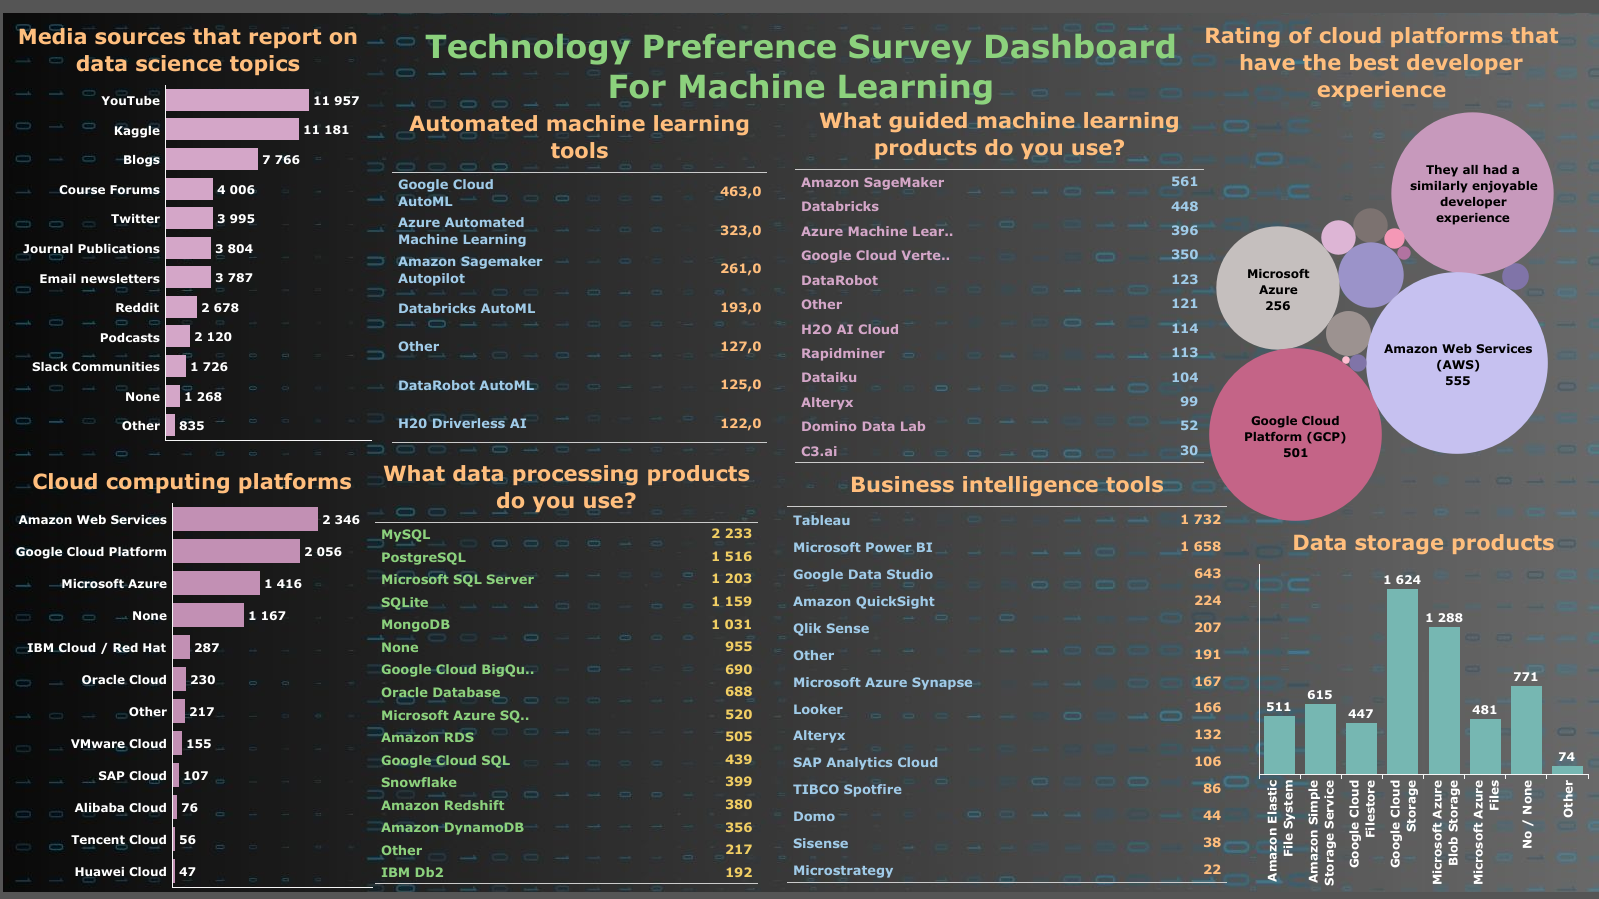 Technology Preference Survey Dashboard
For Machine Learning
Media sources that report on
data science topics
YouTube 11 957
Kaggle 11 181
Blogs 7 766
Course Forums 4 006
Twitter 3 995
Journal Publications 3 804
Email newsletters 3 787
Reddit 2 678
Podcasts 2 120
Slack Communities 1 726
None 1 268
Other 835
Automated machine learning
tools
Google Cloud
AutoML 463,0
Azure Automated
Machine Learning 323,0
Amazon Sagemaker
Autopilot 261,0
Databricks AutoML 193,0
Other 127,0
DataRobot AutoML 125,0
H20 Driverless AI 122,0
What guided machine learning
products do you use?
Amazon SageMaker 561
Databricks 448
Azure Machine Lear.. 396
Google Cloud Verte.. 350
DataRobot 123
Other 121
H2O AI Cloud 114
Rapidminer 113
Dataiku 104
Alteryx 99
Domino Data Lab 52
C3.ai 30
Rating of cloud platforms that
have the best developer
experience
They all had a
similarly enjoyable
developer
experience
Microsoft
Azure
256
Amazon Web Services
(AWS)
555
Google Cloud
Platform (GCP)
501
Cloud computing platforms
Amazon Web Services 2 346
Google Cloud Platform 2 056
Microsoft Azure 1 416
None 1 167
IBM Cloud / Red Hat 287
Oracle Cloud 230
Other 217
VMware Cloud 155
SAP Cloud 107
Alibaba Cloud 76
Tencent Cloud 56
Huawei Cloud 47
What data processing products
do you use?
MySQL 2 233
PostgreSQL 1 516
Microsoft SQL Server 1 203
SQLite 1 159
MongoDB 1 031
None 955
Google Cloud BigQu.. 690
Oracle Database 688
Microsoft Azure SQ.. 520
Amazon RDS 505
Google Cloud SQL 439
Snowflake 399
Amazon Redshift 380
Amazon DynamoDB 356
Other 217
IBM Db2 192
Business intelligence tools
Tableau 1 732
Microsoft Power BI 1 658
Google Data Studio 643
Amazon QuickSight 224
Qlik Sense 207
Other 191
Microsoft Azure Synapse 167
Looker 166
Alteryx 132
SAP Analytics Cloud 106
TIBCO Spotfire 86
Domo 44
Sisense 38
Microstrategy 22
Data storage products
511
615
447
1 624
1 288
481
771
74
Amazon Elastic
File System
Amazon Simple
Storage Service
Google Cloud
Filestore
Google Cloud
Storage
Microsoft Azure
Blob Storage
Microsoft Azure
Files
No / None
Other